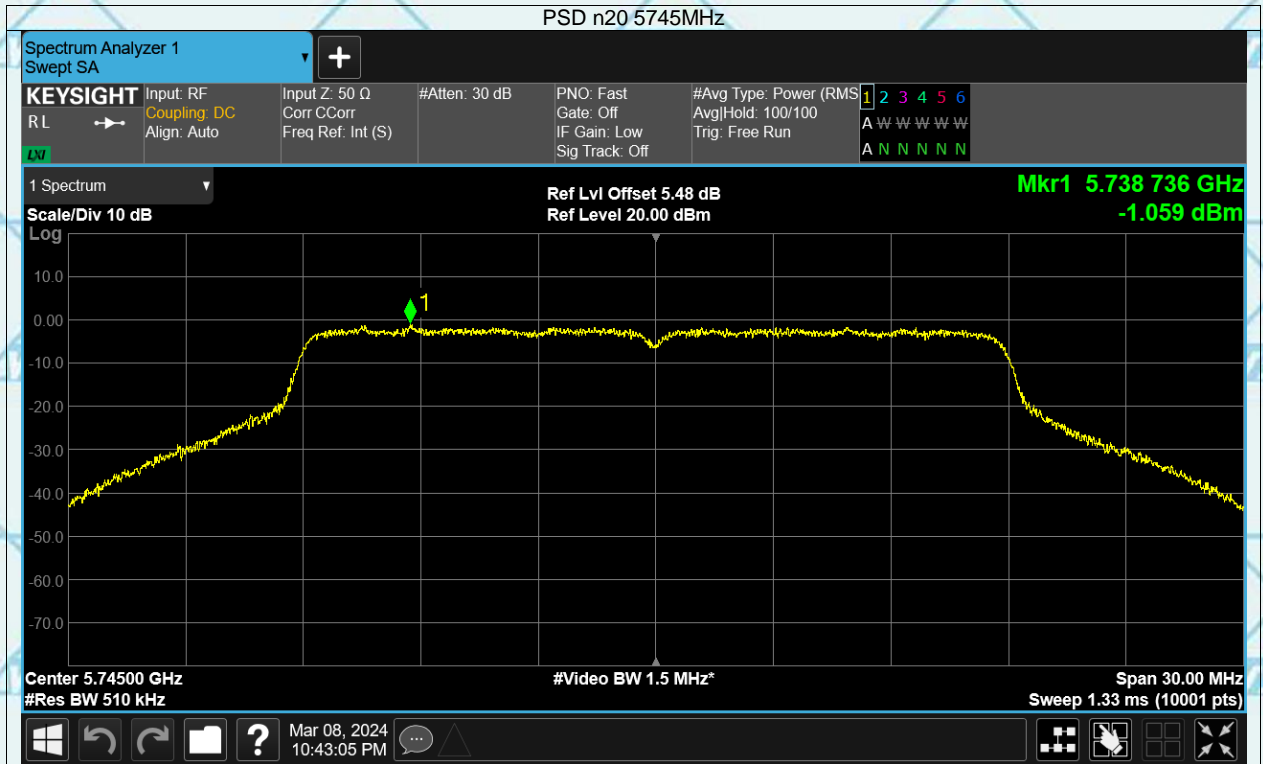 PSD n20 5745MHz
Spectrum Analyzer 1
Swept SA
KEYSIGHT
RL
LXI
Input: RF
Coupling: DC
Align: Auto
Input Z: 50 Ω
Corr CCorr
Freq Ref: Int (S)
#Atten: 30 dB
PNO: Fast
Gate: Off
IF Gain: Low
Sig Track: Off
#Avg Type: Power (RMS
Avg|Hold: 100/100
Trig: Free Run
1 2 3 4 5 6
A W W W W W
A N N N N N
1 Spectrum
Scale/Div 10 dB
Ref Lvl Offset 5.48 dB
Ref Level 20.00 dBm
Mkr1 5.738 736 GHz
-1.059 dBm
Log
10.0
0.00
-10.0
-20.0
-30.0
-40.0
-50.0
-60.0
-70.0
1
Center 5.74500 GHz
#Res BW 510 kHz
#Video BW 1.5 MHz*
Span 30.00 MHz
Sweep 1.33 ms (10001 pts)
?
Mar 08, 2024
10:43:05 PM